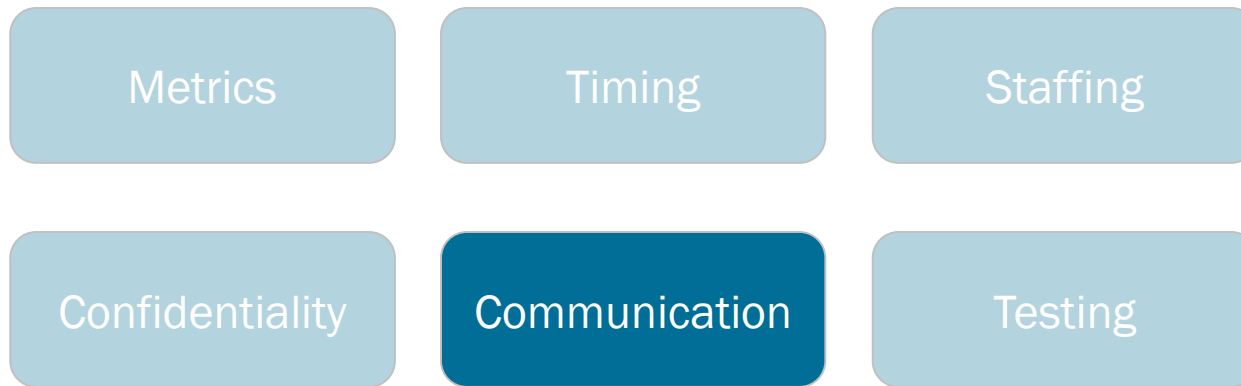 Metrics
Timing
Staffing
Confidentiality
Communication
Testing